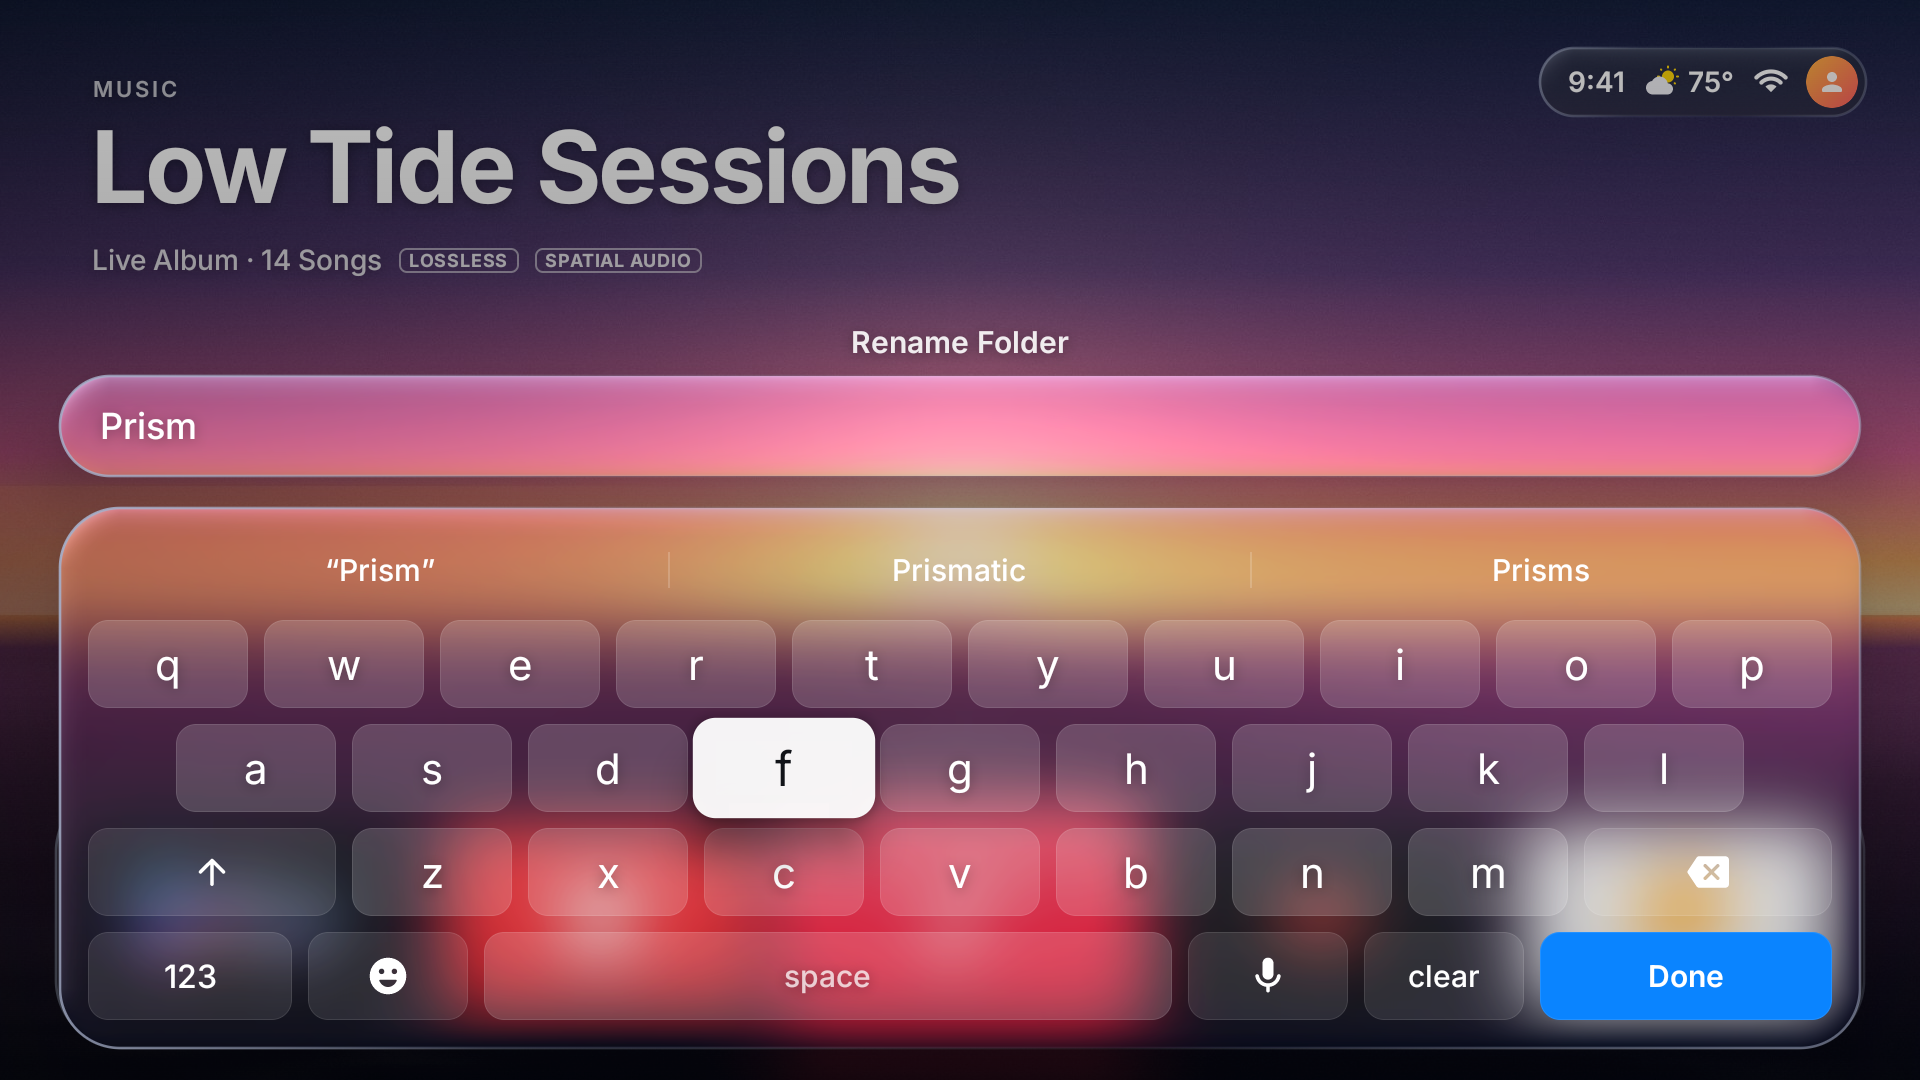 MUSIC
9:41 75°
Low Tide Sessions
Live Album · 14 Songs LOSSLESS SPATIAL AUDIO
Rename Folder
Prism
“Prism” Prismatic Prisms
q w e r t y u i o p
a s d f g h j k l
z x c v b n m
123 space clear Done